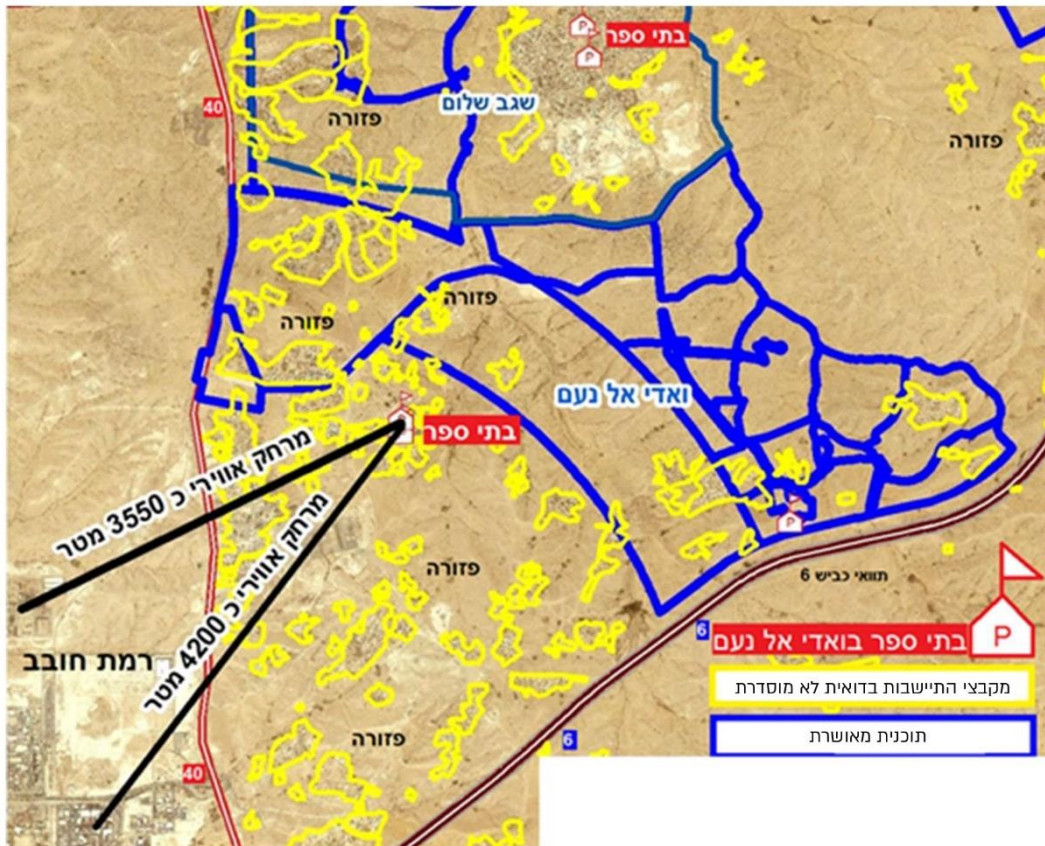 P
בתי ספר
P
40
שגב שלום
פזורה
פזורה
פזורה
פזורה
ואדי אל נעם
P
בתי ספר
מרחק אווירי כ 3550 מטר
מרחק אווירי כ 4200 מטר
P
פזורה
תוואי כביש 6
6
בתי ספר בואדי אל נעם
P
רמת חובב
מקבצי התיישבות בדואית לא מוסדרת
תוכנית מאושרת
פזורה
6
40